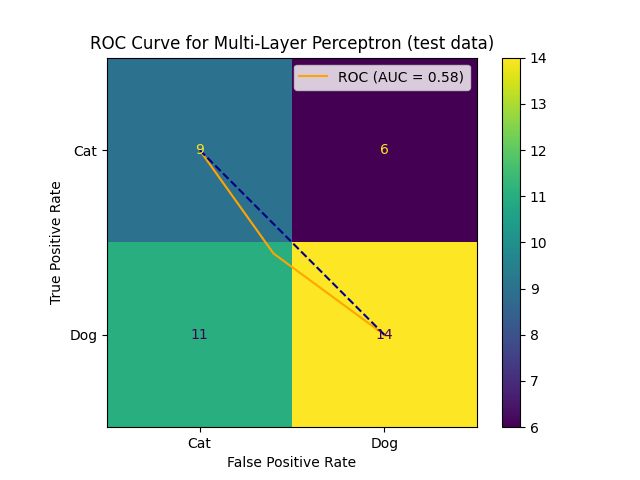 ROC Curve for Multi-Layer Perceptron (test data)
ROC (AUC = 0.58)
True Positive Rate
Cat
Dog
9
6
11
14
Cat
Dog
False Positive Rate
14
13
12
11
10
9
8
7
6